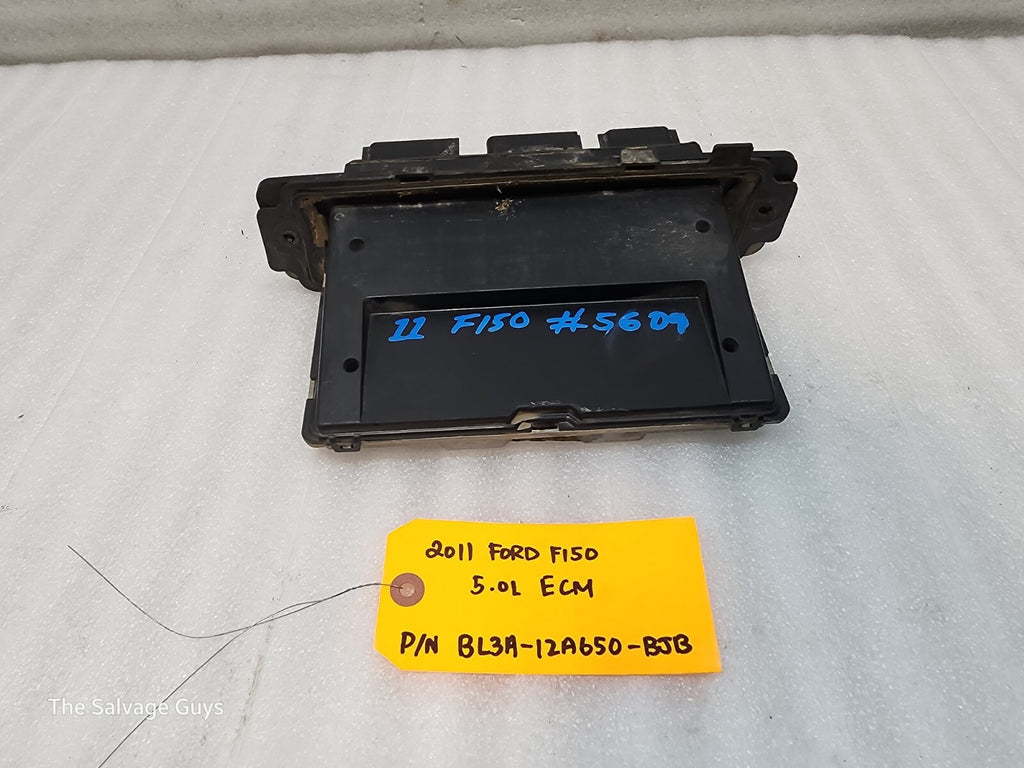 11 F150 #5609
2011 FORD F150
5.0L ECM
P/N BL3A-12A650-BJB
The Salvage Guys